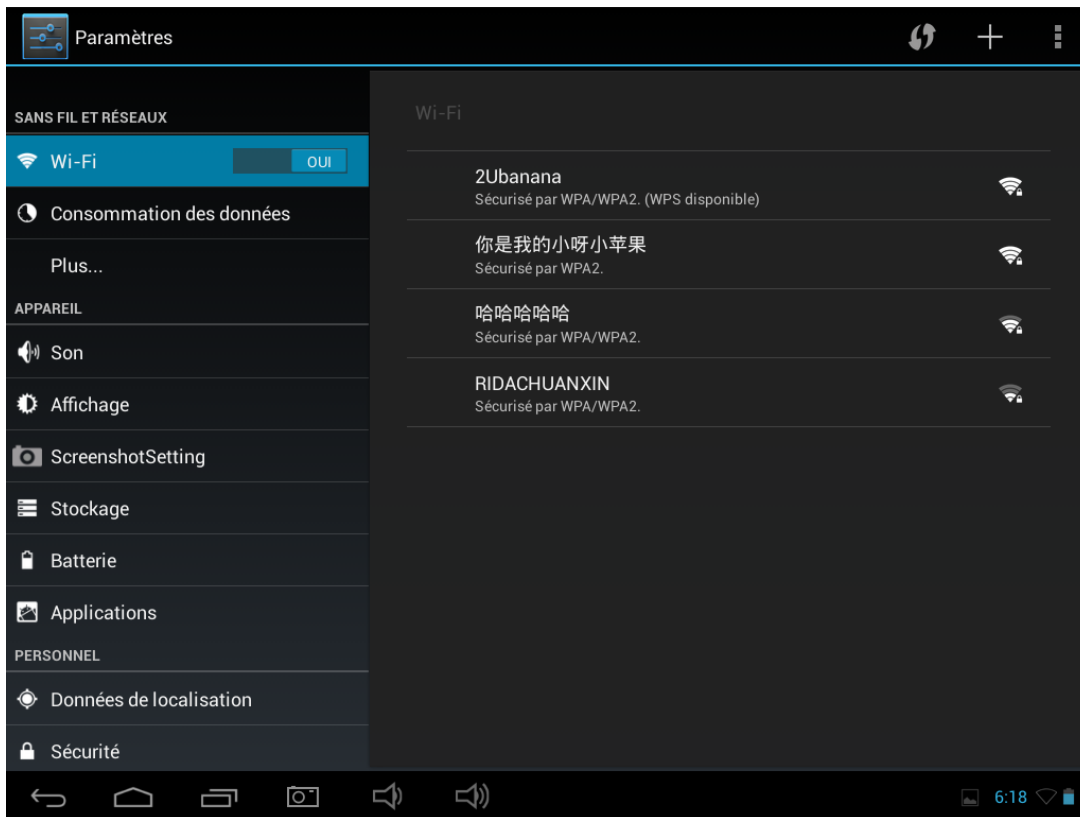 Paramètres
SANS FIL ET RÉSEAUX
Wi-Fi
OUI
Consommation des données
Plus...
APPAREIL
Son
Affichage
ScreenshotSetting
Stockage
Batterie
Applications
PERSONNEL
Données de localisation
Sécurité
Wi-Fi
2Ubanana
Sécurisé par WPA/WPA2. (WPS disponible)
你是我的小呀小苹果
Sécurisé par WPA2.
哈哈哈哈哈
Sécurisé par WPA/WPA2.
RIDACHUANXIN
Sécurisé par WPA/WPA2.
6:18